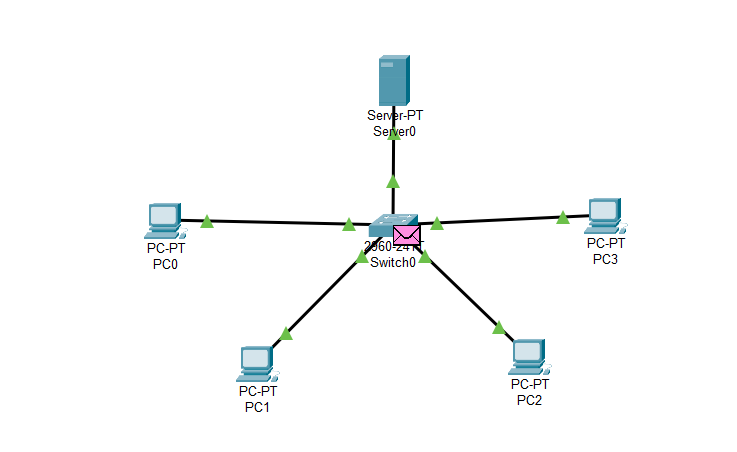 Server-PT
Server0
PC-PT
PC0
PC-PT
PC3
Switch0
PC-PT
PC1
PC-PT
PC2